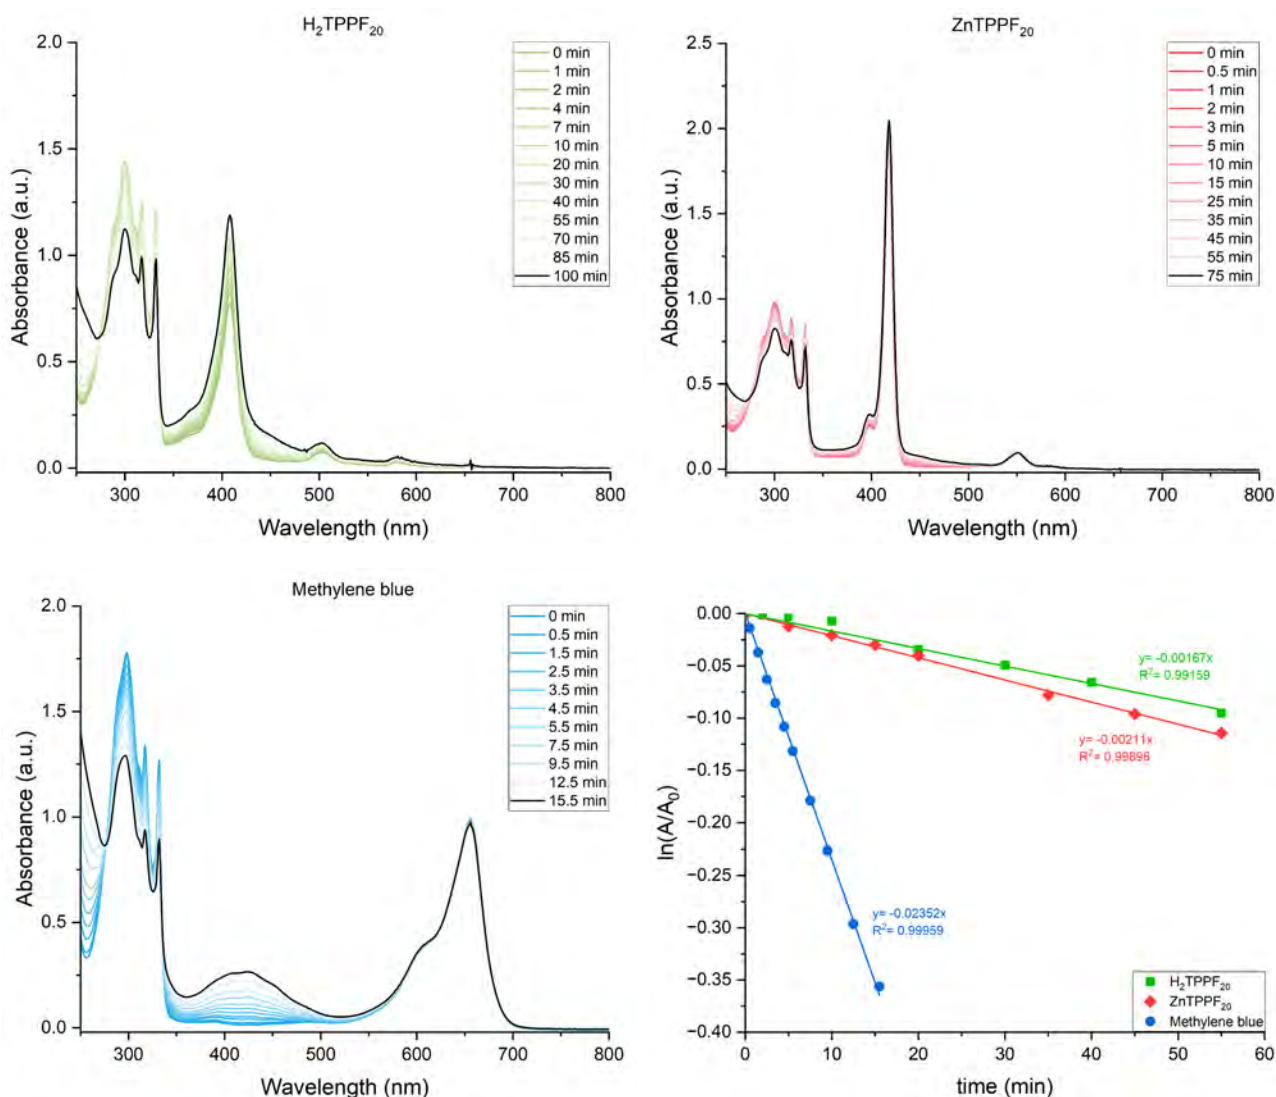 H₂TPPF₂₀
2.0
1.5
1.0
0.5
0.0
Absorbance (a.u.)
300 400 500 600 700 800
Wavelength (nm)
0 min
1 min
2 min
4 min
7 min
10 min
20 min
30 min
40 min
55 min
70 min
85 min
100 min
ZnTPPF₂₀
2.5
2.0
1.5
1.0
0.5
0.0
Absorbance (a.u.)
300 400 500 600 700 800
Wavelength (nm)
0 min
0.5 min
1 min
2 min
3 min
5 min
10 min
15 min
25 min
35 min
45 min
55 min
75 min
Methylene blue
2.0
1.5
1.0
0.5
0.0
Absorbance (a.u.)
300 400 500 600 700 800
Wavelength (nm)
0 min
0.5 min
1.5 min
2.5 min
3.5 min
4.5 min
5.5 min
7.5 min
9.5 min
12.5 min
15.5 min
0.00
−0.05
−0.10
−0.15
−0.20
−0.25
−0.30
−0.35
−0.40
ln(A/A₀)
0 10 20 30 40 50 60
time (min)
y= -0.00167x
R²= 0.99159
y= -0.00211x
R²= 0.99896
y= -0.02352x
R²= 0.99959
H₂TPPF₂₀
ZnTPPF₂₀
Methylene blue